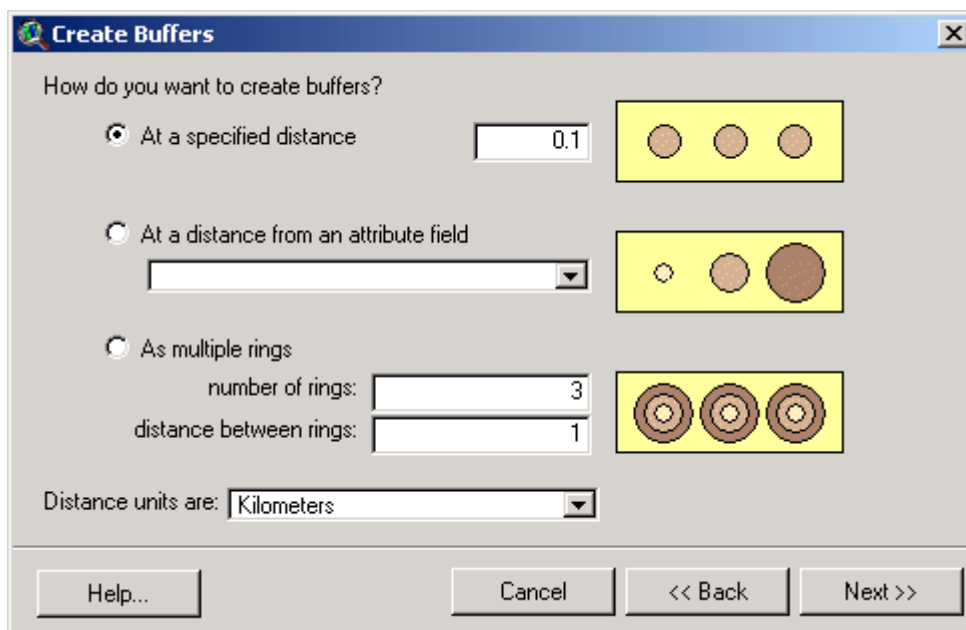 Create Buffers
How do you want to create buffers?
At a specified distance 0.1
At a distance from an attribute field
As multiple rings
number of rings: 3
distance between rings: 1
Distance units are: Kilometers
Help... Cancel << Back Next >>